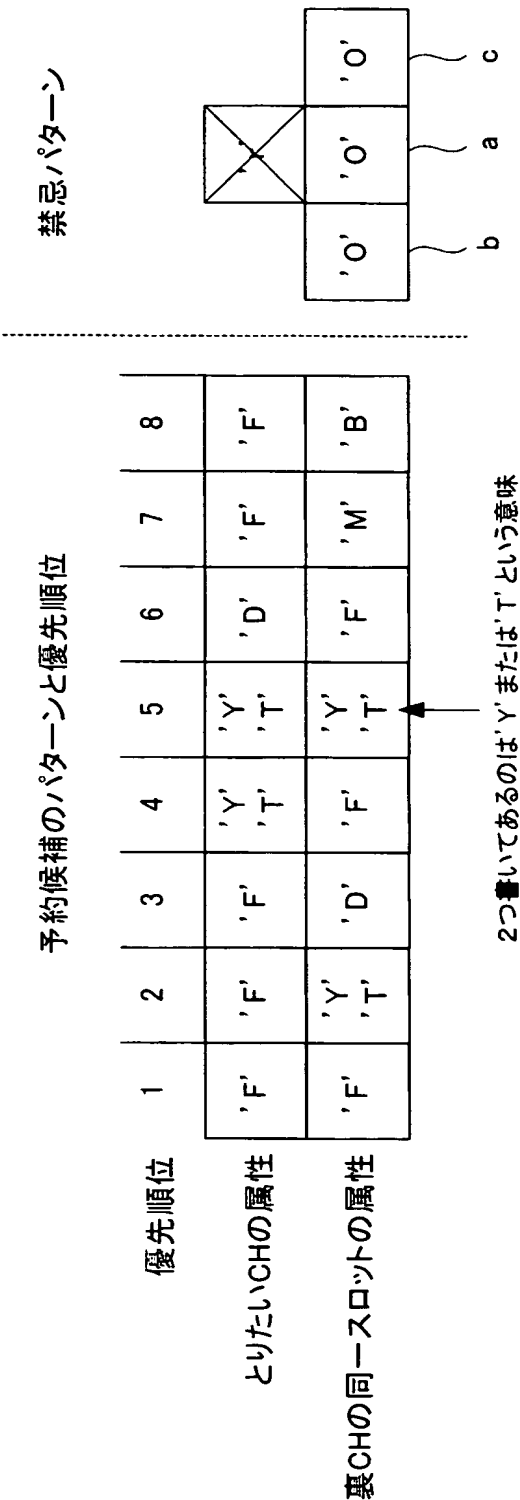 予約候補のパターンと優先順位
優先順位 1 2 3 4 5 6 7 8
とりたいCHの属性 'F' 'F' 'F' 'Y' 'T' 'Y' 'T' 'D' 'F' 'F'
裏CHの同一スロットの属性 'F' 'Y' 'T' 'D' 'F' 'Y' 'T' 'F' 'M' 'B'
2つ書いてあるのは'Y'または'T'という意味
禁忌パターン
'O' 'O' 'O'
b a c